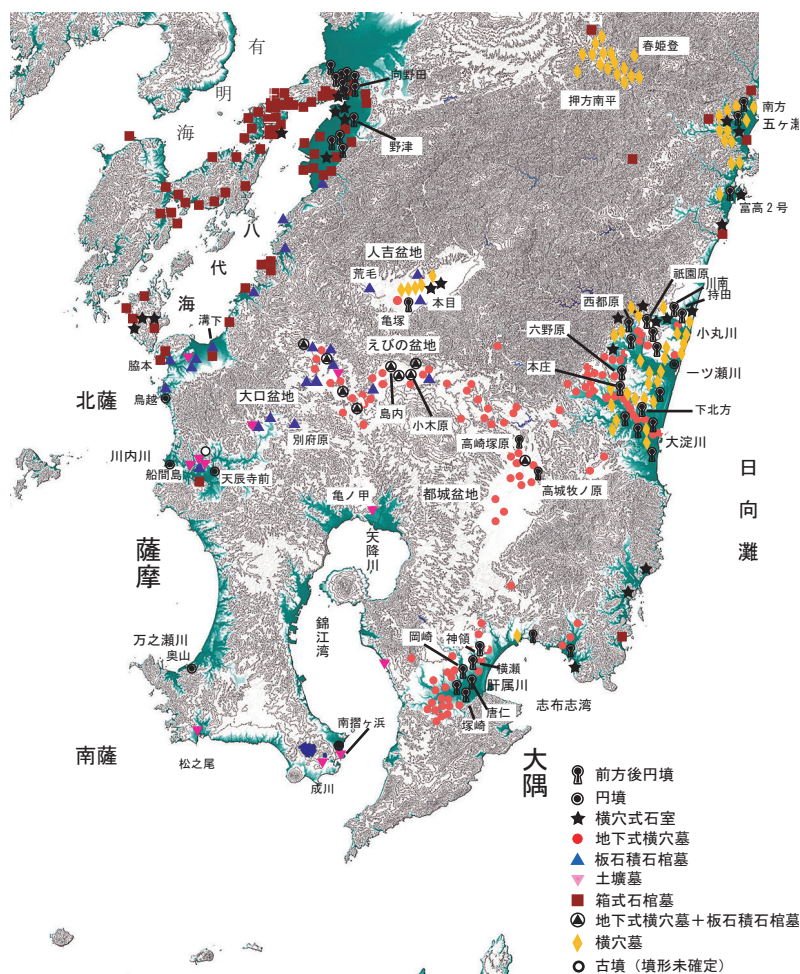 有
明
海
向野田
野津
春姫登
押方南平
南方
五ヶ瀬
富高2号
八
代
海
人吉盆地
荒毛
本目
亀塚
西都原
祇園原
川南
持田
六野原
小丸川
えびの盆地
本庄
一ツ瀬川
溝下
脇本
北薩
鳥越
大口盆地
島内
小木原
下北方
別府原
高崎塚原
大淀川
川内川
船間島
天辰寺前
亀ノ甲
都城盆地
高城牧ノ原
日
向
灘
薩摩
天降川
錦江湾
万之瀬川
奥山
岡崎
神領
横瀬
肝属川
志布志湾
唐仁
塚崎
南摺ヶ浜
南薩
松之尾
成川
大隅
前方後円墳
円墳
横穴式石室
地下式横穴墓
板石積石棺墓
土壙墓
箱式石棺墓
地下式横穴墓+板石積石棺墓
横穴墓
古墳(墳形未確定)